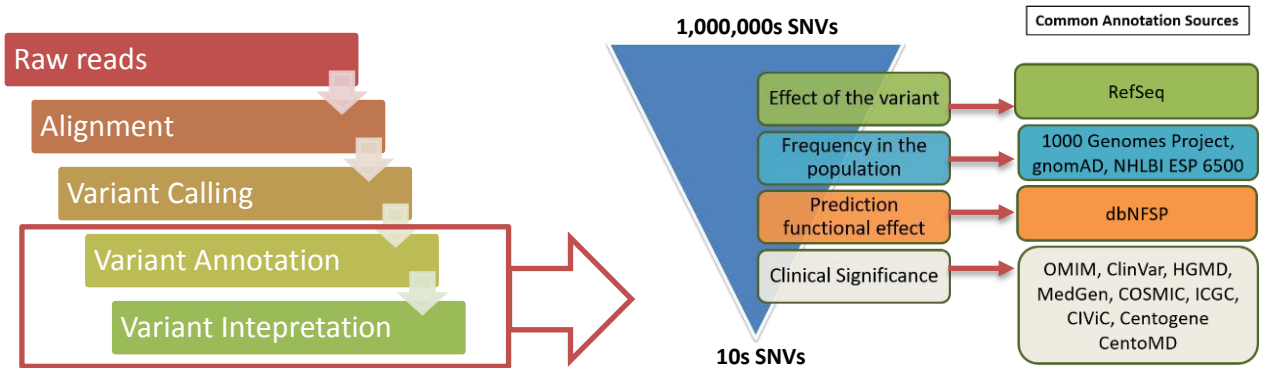 Raw reads
Alignment
Variant Calling
Variant Annotation
Variant Intepretation
1,000,000s SNVs
Effect of the variant
Frequency in the
population
Prediction
functional effect
Clinical Significance
10s SNVs
Common Annotation Sources
RefSeq
1000 Genomes Project,
gnomAD, NHLBI ESP 6500
dbNFSP
OMIM, ClinVar, HGMD,
MedGen, COSMIC, ICGC,
CIViC, Centogene
CentoMD